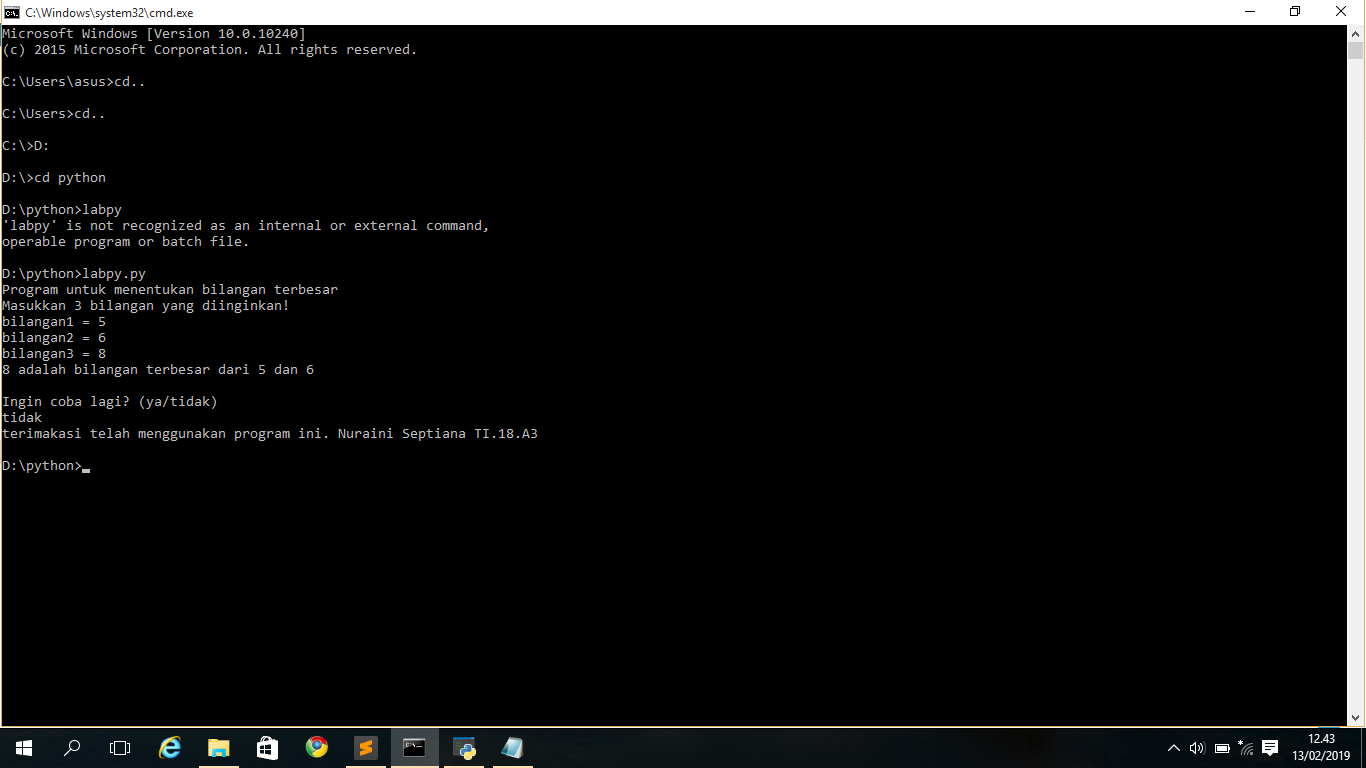 C:\Windows\system32\cmd.exe
Microsoft Windows [Version 10.0.10240]
(c) 2015 Microsoft Corporation. All rights reserved.
C:\Users\asus>cd..
C:\Users>cd..
C:\>D:
D:\>cd python
D:\python>labpy
'labpy' is not recognized as an internal or external command,
operable program or batch file.
D:\python>labpy.py
Program untuk menentukan bilangan terbesar
Masukkan 3 bilangan yang diinginkan!
bilangan1 = 5
bilangan2 = 6
bilangan3 = 8
8 adalah bilangan terbesar dari 5 dan 6
Ingin coba lagi? (ya/tidak)
tidak
terimakasi telah menggunakan program ini. Nuraini Septiana TI.18.A3
D:\python>_
12.43
13/02/2019